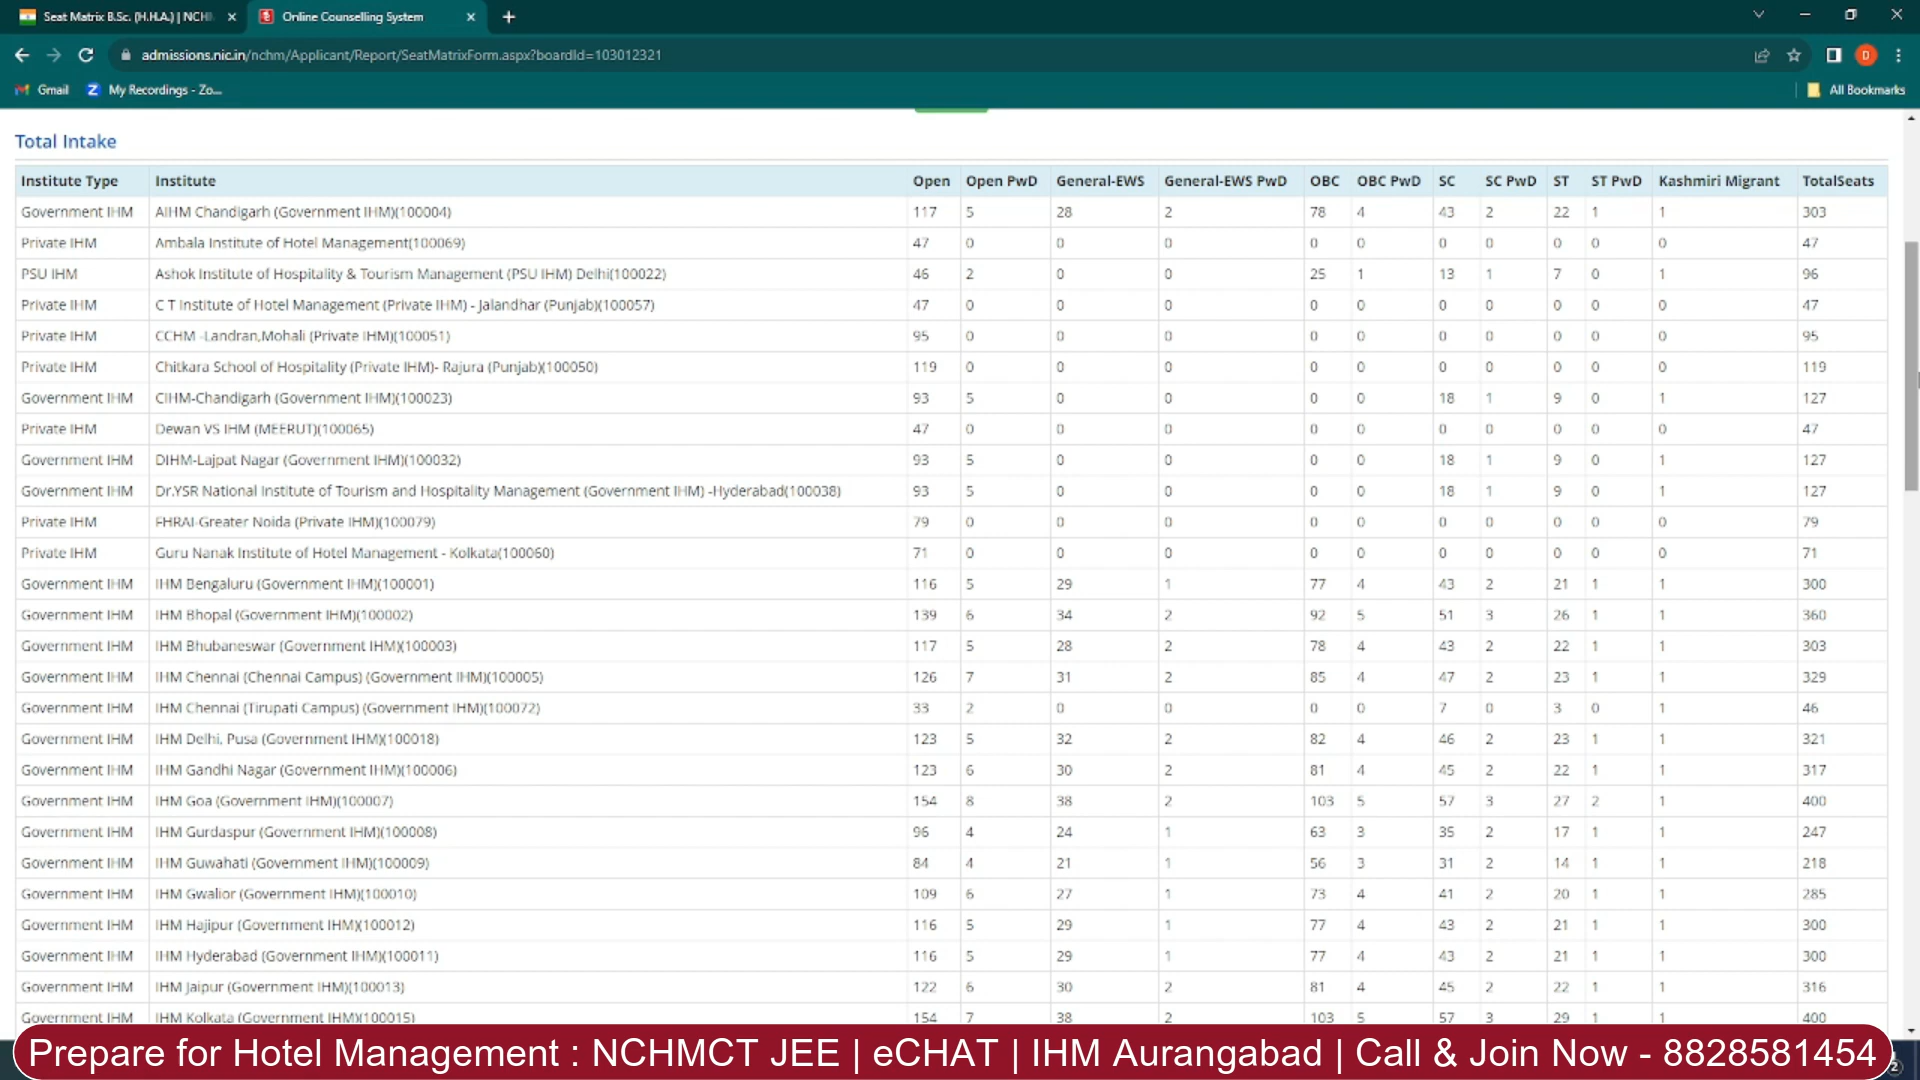 Seat Matrix B.Sc. (H.H.A.) | NCH
Online Counselling System
admissions.nic.in/nchm/Applicant/Report/SeatMatrixForm.aspx?boardId=103012321
D
Gmail My Recordings - Zo... All Bookmarks
Total Intake
Institute Type Institute Open Open PwD General-EWS General-EWS PwD OBC OBC PwD SC SC PwD ST ST PwD Kashmiri Migrant TotalSeats
Government IHM AIHM Chandigarh (Government IHM)(100004) 117 5 28 2 78 4 43 2 22 1 1 303
Private IHM Ambala Institute of Hotel Management(100069) 47 0 0 0 0 0 0 0 0 0 0 47
PSU IHM Ashok Institute of Hospitality & Tourism Management (PSU IHM) Delhi(100022) 46 2 0 0 25 1 13 1 7 0 1 96
Private IHM C T Institute of Hotel Management (Private IHM) - Jalandhar (Punjab)(100057) 47 0 0 0 0 0 0 0 0 0 0 47
Private IHM CCHM -Landran,Mohali (Private IHM)(100051) 95 0 0 0 0 0 0 0 0 0 0 95
Private IHM Chitkara School of Hospitality (Private IHM)- Rajura (Punjab)(100050) 119 0 0 0 0 0 0 0 0 0 0 119
Government IHM CIHM-Chandigarh (Government IHM)(100023) 93 5 0 0 0 0 18 1 9 0 1 127
Private IHM Dewan VS IHM (MEERUT)(100065) 47 0 0 0 0 0 0 0 0 0 0 47
Government IHM DIHM-Lajpat Nagar (Government IHM)(100032) 93 5 0 0 0 0 18 1 9 0 1 127
Government IHM Dr.YSR National Institute of Tourism and Hospitality Management (Government IHM) -Hyderabad(100038) 93 5 0 0 0 0 18 1 9 0 1 127
Private IHM FHRAI-Greater Noida (Private IHM)(100079) 79 0 0 0 0 0 0 0 0 0 0 79
Private IHM Guru Nanak Institute of Hotel Management - Kolkata(100060) 71 0 0 0 0 0 0 0 0 0 0 71
Government IHM IHM Bengaluru (Government IHM)(100001) 116 5 29 1 77 4 43 2 21 1 1 300
Government IHM IHM Bhopal (Government IHM)(100002) 139 6 34 2 92 5 51 3 26 1 1 360
Government IHM IHM Bhubaneswar (Government IHM)(100003) 117 5 28 2 78 4 43 2 22 1 1 303
Government IHM IHM Chennai (Chennai Campus) (Government IHM)(100005) 126 7 31 2 85 4 47 2 23 1 1 329
Government IHM IHM Chennai (Tirupati Campus) (Government IHM)(100072) 33 2 0 0 0 0 7 0 3 0 1 46
Government IHM IHM Delhi, Pusa (Government IHM)(100018) 123 5 32 2 82 4 46 2 23 1 1 321
Government IHM IHM Gandhi Nagar (Government IHM)(100006) 123 6 30 2 81 4 45 2 22 1 1 317
Government IHM IHM Goa (Government IHM)(100007) 154 8 38 2 103 5 57 3 27 2 1 400
Government IHM IHM Gurdaspur (Government IHM)(100008) 96 4 24 1 63 3 35 2 17 1 1 247
Government IHM IHM Guwahati (Government IHM)(100009) 84 4 21 1 56 3 31 2 14 1 1 218
Government IHM IHM Gwalior (Government IHM)(100010) 109 6 27 1 73 4 41 2 20 1 1 285
Government IHM IHM Hajipur (Government IHM)(100012) 116 5 29 1 77 4 43 2 21 1 1 300
Government IHM IHM Hyderabad (Government IHM)(100011) 116 5 29 1 77 4 43 2 21 1 1 300
Government IHM IHM Jaipur (Government IHM)(100013) 122 6 30 2 81 4 45 2 22 1 1 316
Government IHM IHM Kolkata (Government IHM)(100015) 154 7 38 2 103 5 57 3 29 1 1 400
Prepare for Hotel Management : NCHMCT JEE | eCHAT | IHM Aurangabad | Call & Join Now - 8828581454